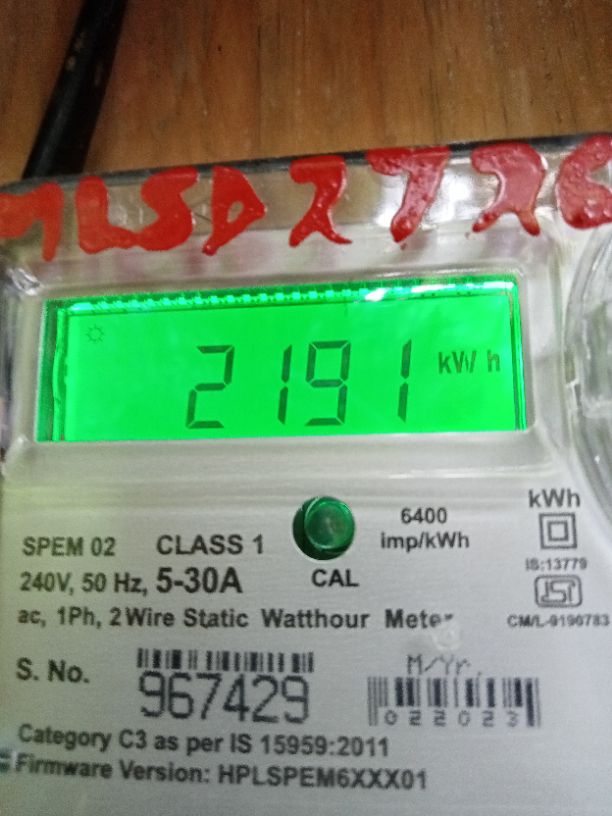 MLSD2726
2191 kWh
6400
imp/kWh
kWh
SPEM 02 CLASS 1
CAL
IS:13779
240V, 50 Hz, 5-30A
ac, 1Ph, 2 Wire Static Watthour Meter
ISI
CM/L-9190783
S. No. 967429
M/Yr.
022023
Category C3 as per IS 15959:2011
Firmware Version: HPLSPEM6XXX01